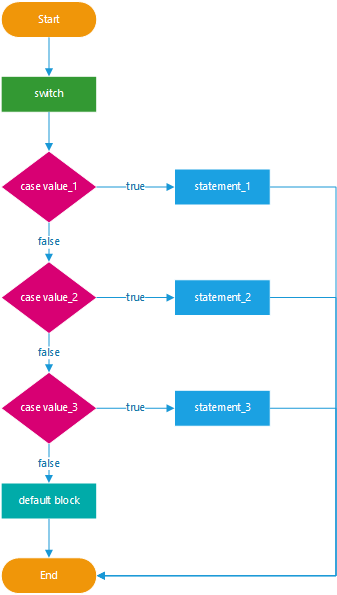 Start
switch
case value_1
true
statement_1
false
case value_2
true
statement_2
false
case value_3
true
statement_3
false
default block
End